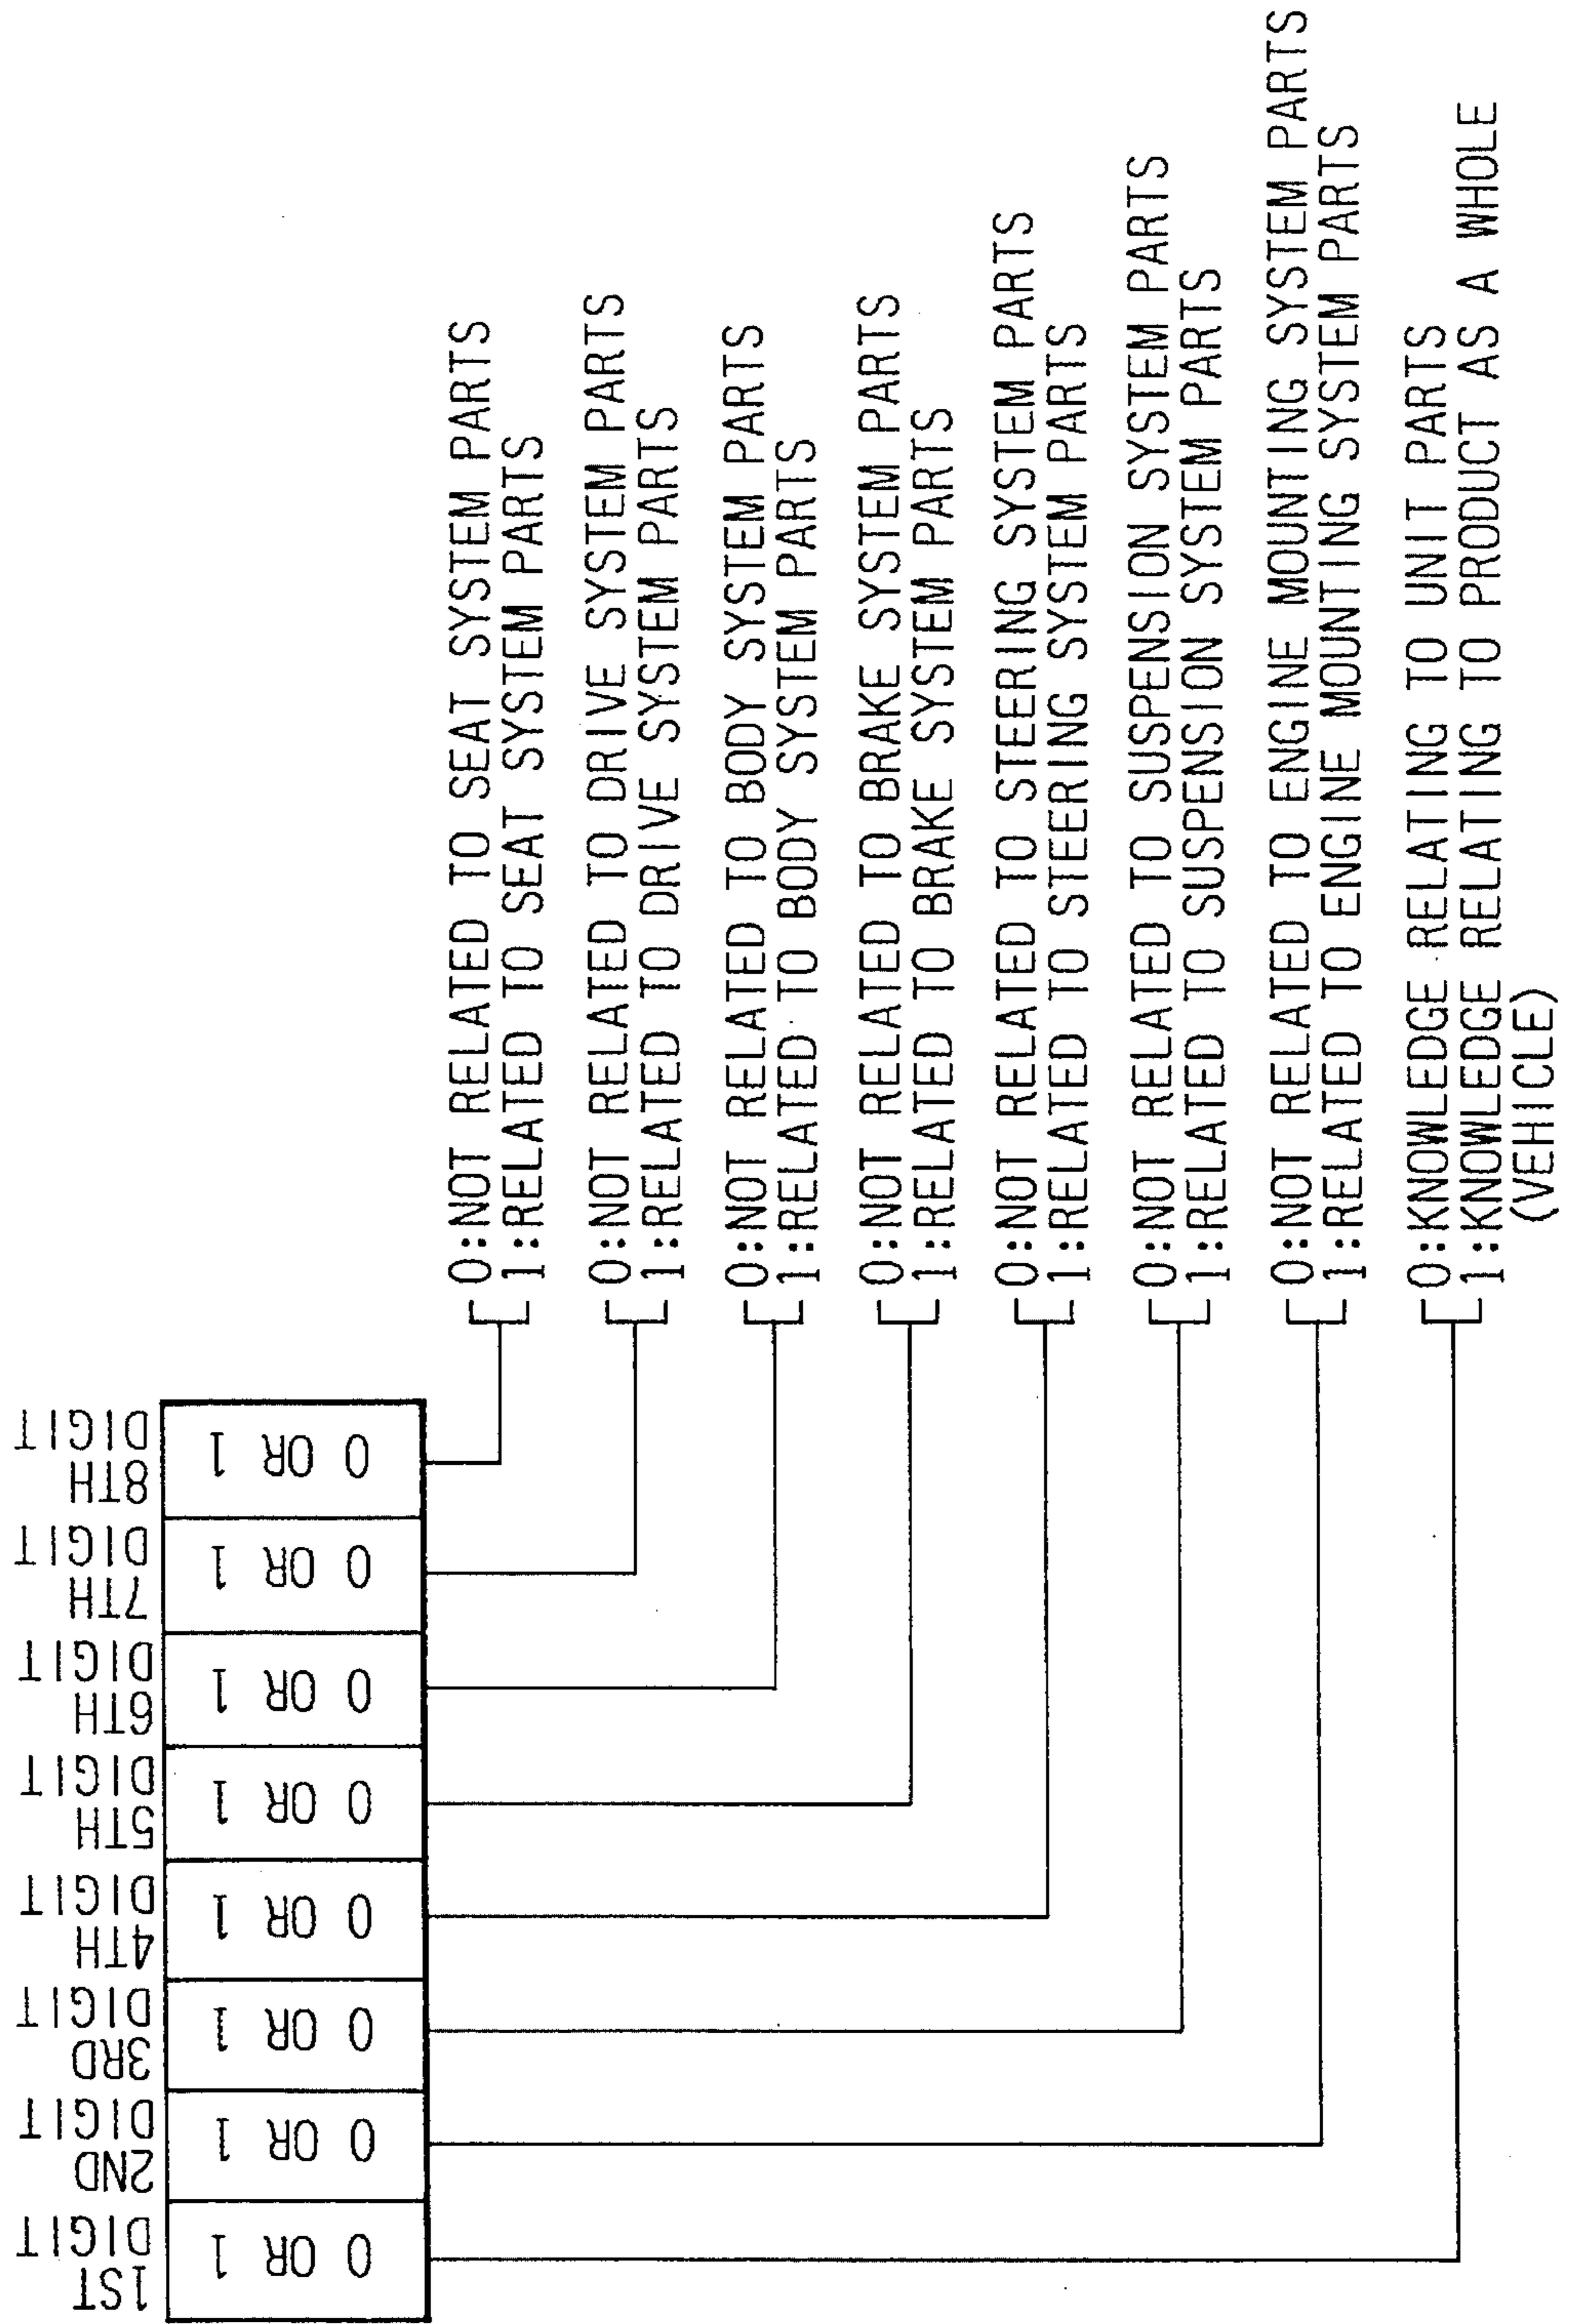 1ST
DIGIT
2ND
DIGIT
3RD
DIGIT
4TH
DIGIT
5TH
DIGIT
6TH
DIGIT
7TH
DIGIT
8TH
DIGIT
0 OR 1
0 OR 1
0 OR 1
0 OR 1
0 OR 1
0 OR 1
0 OR 1
0 OR 1
0:NOT RELATED TO SEAT SYSTEM PARTS
1:RELATED TO SEAT SYSTEM PARTS
0:NOT RELATED TO DRIVE SYSTEM PARTS
1:RELATED TO DRIVE SYSTEM PARTS
0:NOT RELATED TO BODY SYSTEM PARTS
1:RELATED TO BODY SYSTEM PARTS
0:NOT RELATED TO BRAKE SYSTEM PARTS
1:RELATED TO BRAKE SYSTEM PARTS
0:NOT RELATED TO STEERING SYSTEM PARTS
1:RELATED TO STEERING SYSTEM PARTS
0:NOT RELATED TO SUSPENSION SYSTEM PARTS
1:RELATED TO SUSPENSION SYSTEM PARTS
0:NOT RELATED TO ENGINE MOUNTING SYSTEM PARTS
1:RELATED TO ENGINE MOUNTING SYSTEM PARTS
0:KNOWLEDGE RELATING TO UNIT PARTS
1:KNOWLEDGE RELATING TO PRODUCT AS A WHOLE
(VEHICLE)